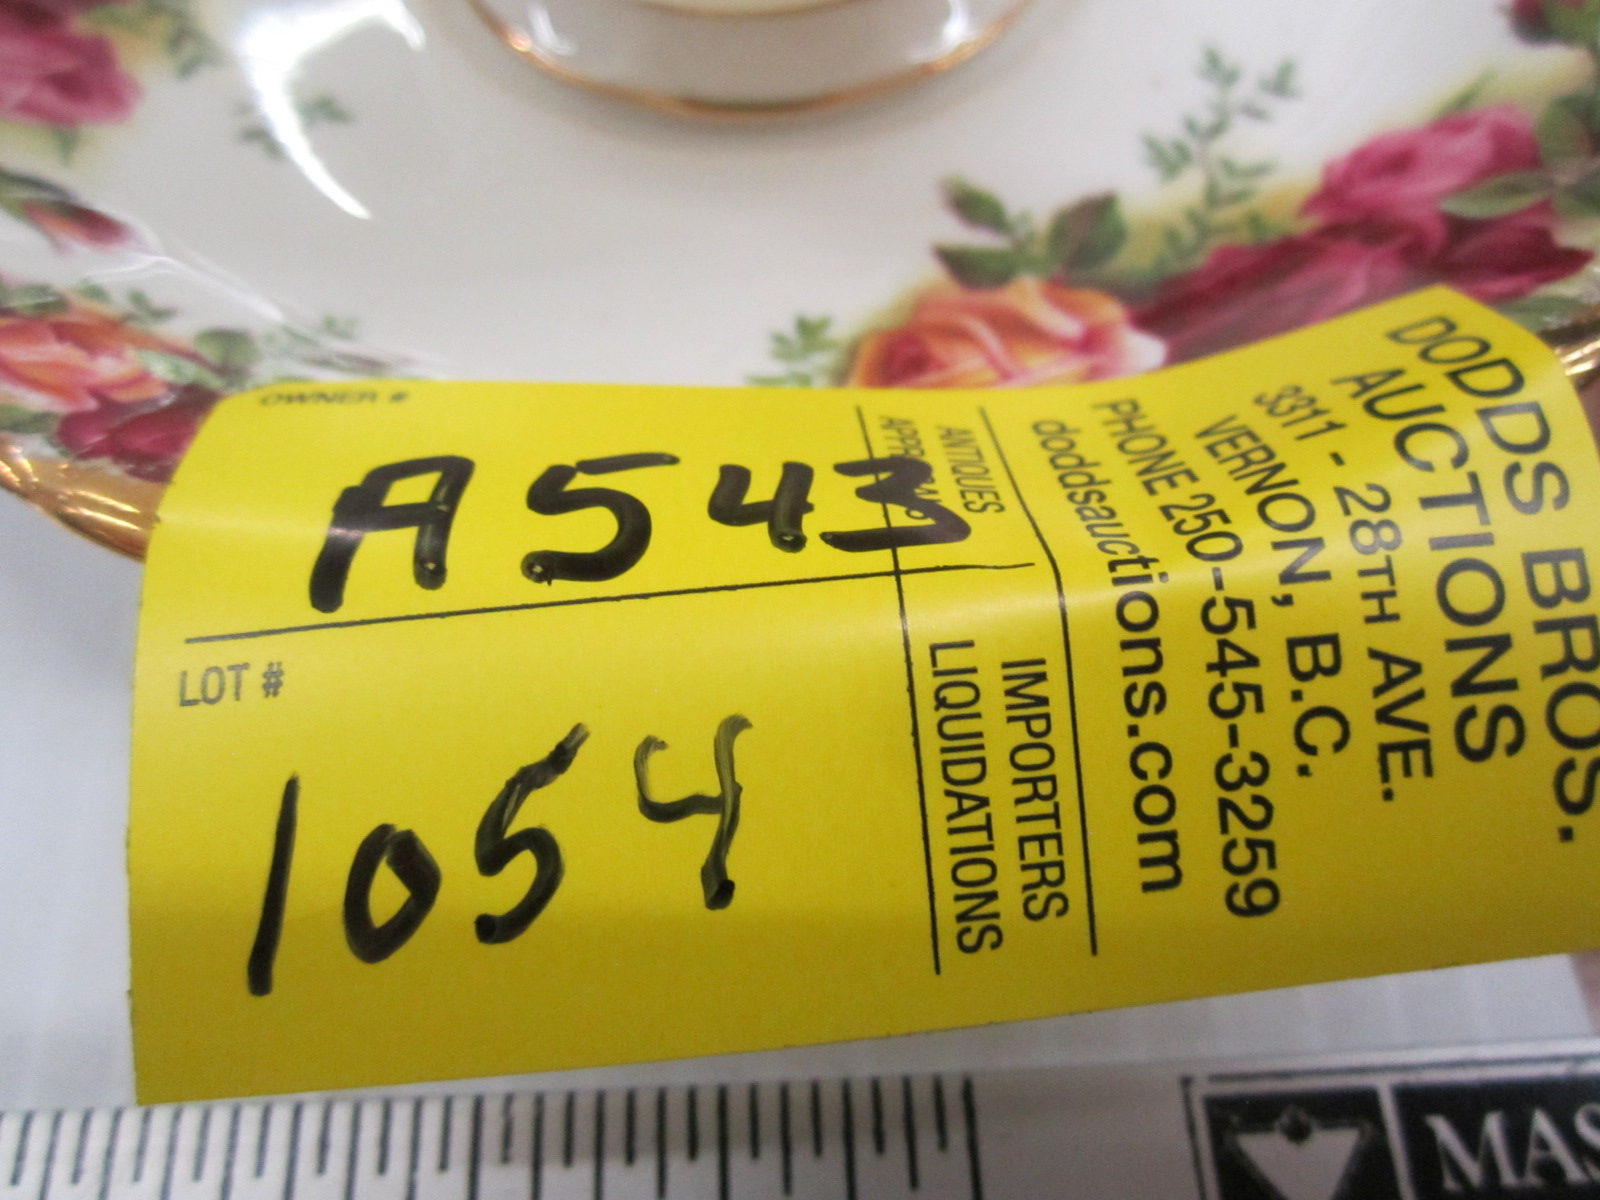 OWNER #
A543
LOT #
1054
ANTIQUES
IMPORTERS
LIQUIDATIONS
DODDS BROS.
AUCTIONS
3311 - 28TH AVE.
VERNON, B.C.
PHONE 250-545-3259
doddsauctions.com
MAS